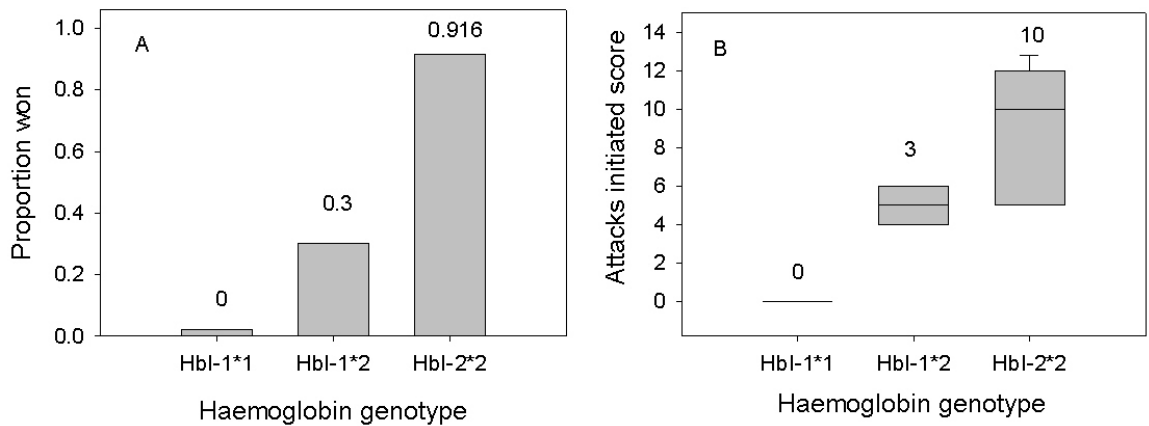 A
Proportion won
1.0
0.8
0.6
0.4
0.2
0.0
0
0.3
0.916
HbI-1*1 HbI-1*2 HbI-2*2
Haemoglobin genotype
B
Attacks initiated score
14
12
10
8
6
4
2
0
0
3
10
HbI-1*1 HbI-1*2 HbI-2*2
Haemoglobin genotype